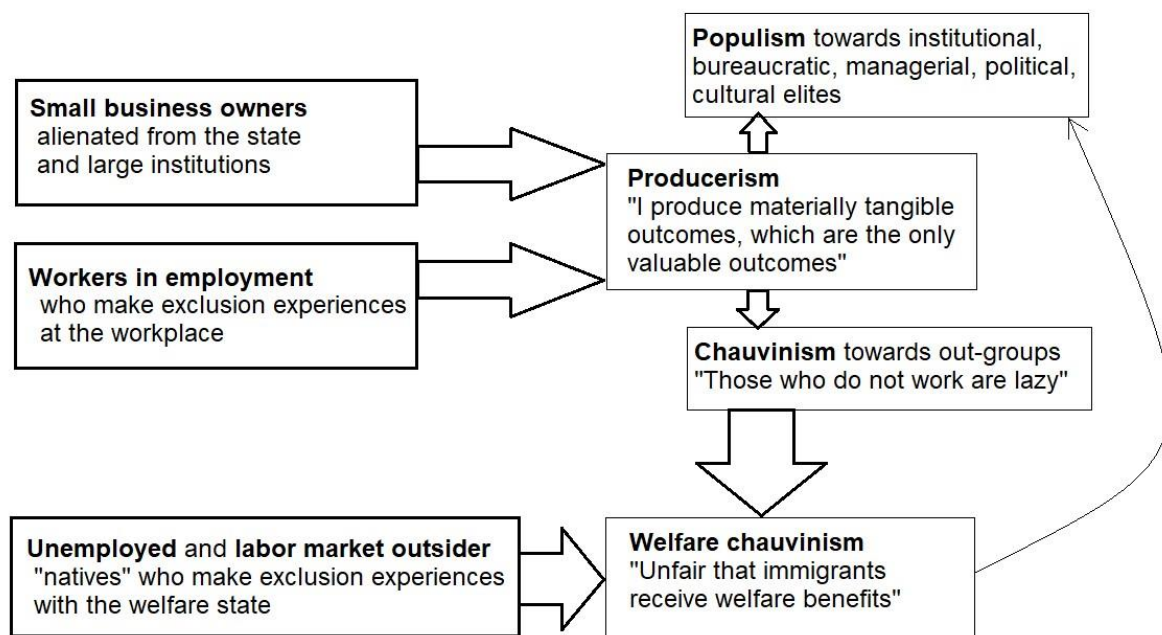 Populism towards institutional,
bureaucratic, managerial, political,
cultural elites
Small business owners
alienated from the state
and large institutions
Producerism
"I produce materially tangible
outcomes, which are the only
valuable outcomes"
Workers in employment
who make exclusion experiences
at the workplace
Chauvinism towards out-groups
"Those who do not work are lazy"
Unemployed and labor market outsider
"natives" who make exclusion experiences
with the welfare state
Welfare chauvinism
"Unfair that immigrants
receive welfare benefits"